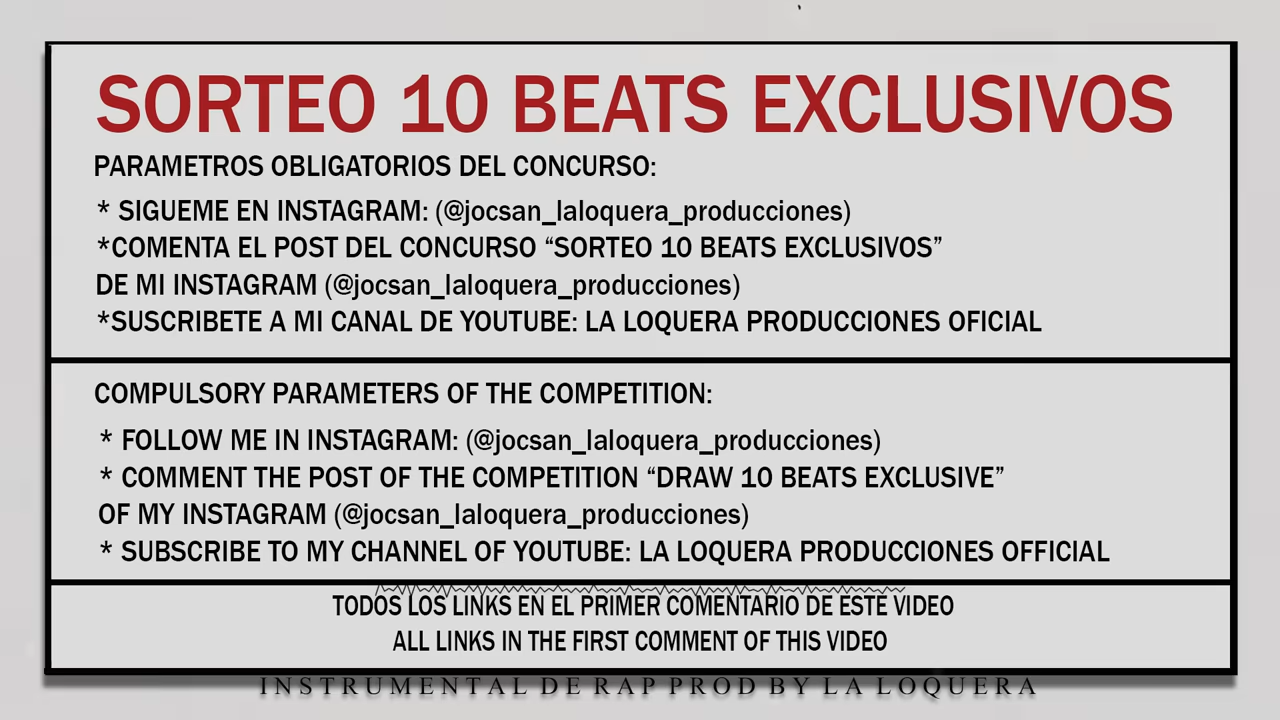 SORTEO 10 BEATS EXCLUSIVOS
PARAMETROS OBLIGATORIOS DEL CONCURSO:
* SIGUEME EN INSTAGRAM: (@jocsan_laloquera_producciones)
*COMENTA EL POST DEL CONCURSO “SORTEO 10 BEATS EXCLUSIVOS”
DE MI INSTAGRAM (@jocsan_laloquera_producciones)
*SUSCRIBETE A MI CANAL DE YOUTUBE: LA LOQUERA PRODUCCIONES OFICIAL
COMPULSORY PARAMETERS OF THE COMPETITION:
* FOLLOW ME IN INSTAGRAM: (@jocsan_laloquera_producciones)
* COMMENT THE POST OF THE COMPETITION “DRAW 10 BEATS EXCLUSIVE”
OF MY INSTAGRAM (@jocsan_laloquera_producciones)
* SUBSCRIBE TO MY CHANNEL OF YOUTUBE: LA LOQUERA PRODUCCIONES OFFICIAL
TODOS LOS LINKS EN EL PRIMER COMENTARIO DE ESTE VIDEO
ALL LINKS IN THE FIRST COMMENT OF THIS VIDEO
INSTRUMENTAL DE RAP PROD BY LA LOQUERA